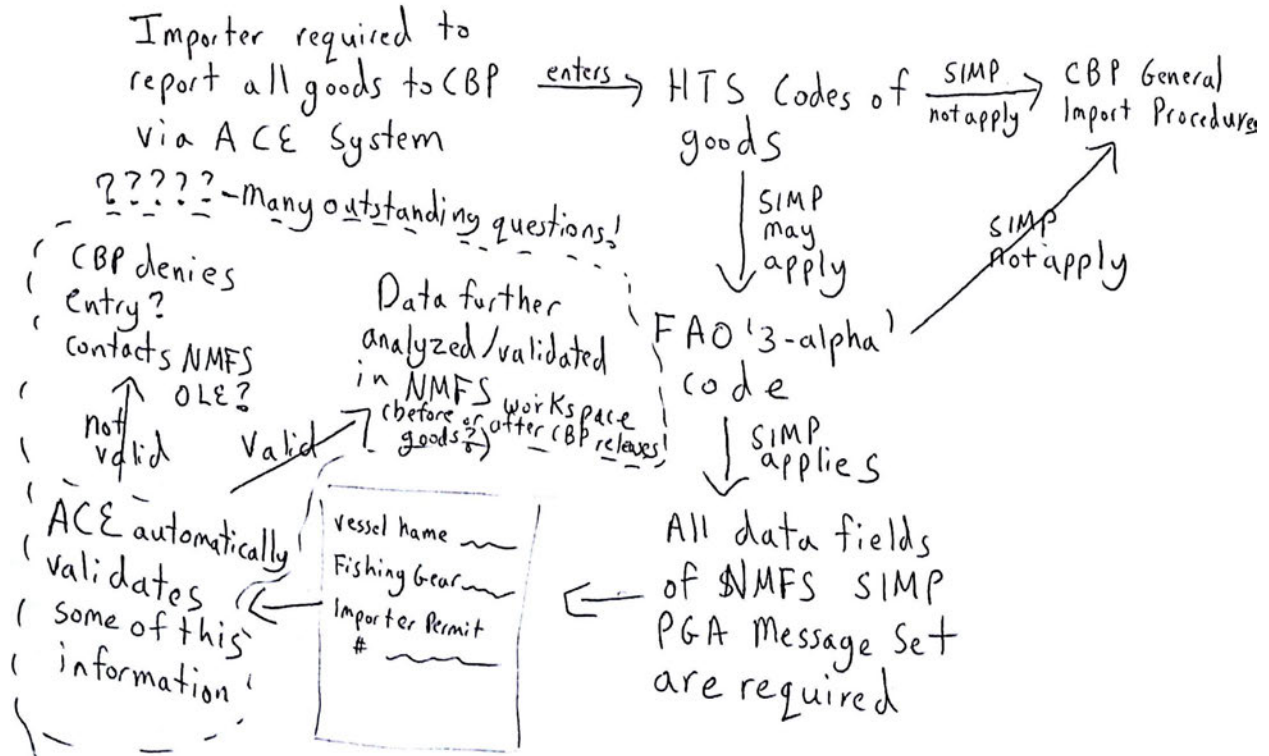 Importer required to
report all goods to CBP
via ACE System
enters
HTS Codes of
goods
SIMP
not apply
CBP General
Import Procedures
SIMP
may
apply
SIMP
not apply
FAO '3-alpha'
code
SIMP
applies
All data fields
of NMFS SIMP
PGA Message Set
are required
vessel name
Fishing Gear
Importer Permit
#
ACE automatically
validates
some of this
information
not
valid
Valid
CBP denies
entry?
contacts NMFS
OLE?
Data further
analyzed/validated
in NMFS workspace
(before or after CBP releases
goods?)
?????-Many outstanding questions!